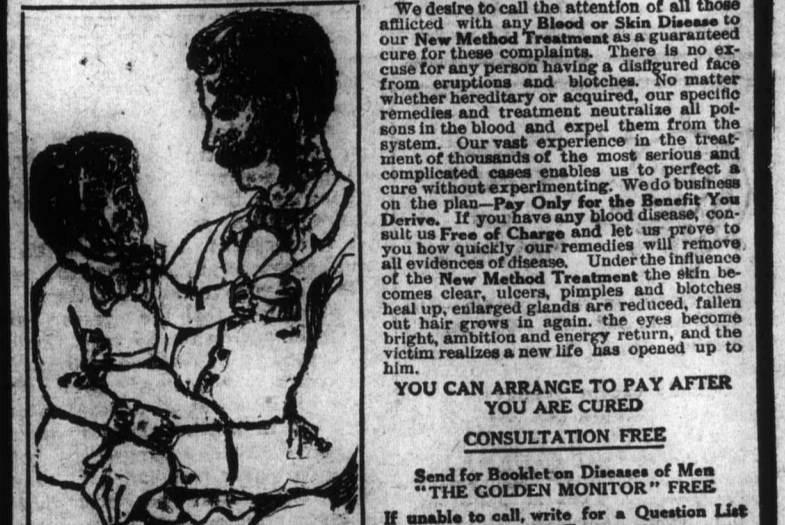 We desire to call the attention of all those
afflicted with any Blood or Skin Disease to
our New Method Treatment as a guaranteed
cure for these complaints. There is no ex-
cuse for any person having a disfigured face
from eruptions and blotches. No matter
whether hereditary or acquired, our specific
remedies and treatment neutralize all poi-
sons in the blood and expel them from the
system. Our vast experience in the treat-
ment of thousands of the most serious and
complicated cases enables us to perfect a
cure without experimenting. We do business
on the plan—Pay Only for the Benefit You
Derive. If you have any blood disease, con-
sult us Free of Charge and let us prove to
you how quickly our remedies will remove
all evidences of disease. Under the influence
of the New Method Treatment the skin be-
comes clear, ulcers, pimples and blotches
heal up, enlarged glands are reduced, fallen
out hair grows in again. the eyes become
bright, ambition and energy return, and the
victim realizes a new life has opened up to
him.
YOU CAN ARRANGE TO PAY AFTER
YOU ARE CURED
CONSULTATION FREE
Send for Booklet on Diseases of Men
"THE GOLDEN MONITOR" FREE
If unable to call, write for a Question List